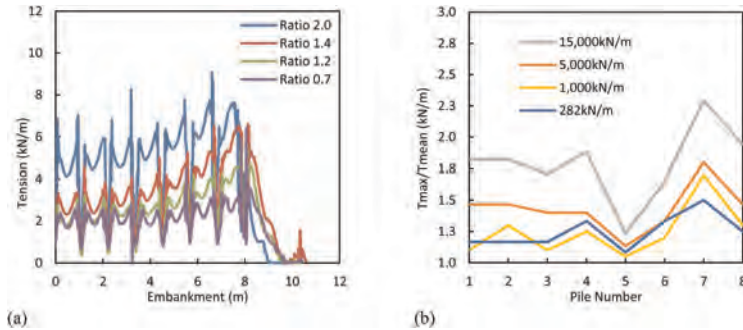 12
10
8
6
4
2
0
Tension (kN/m)
Ratio 2.0
Ratio 1.4
Ratio 1.2
Ratio 0.7
0 2 4 6 8 10 12
Embankment (m)
(a)
3.0
2.8
2.5
2.3
2.0
1.8
1.5
1.3
1.0
Tmax/Tmean (kN/m)
15,000kN/m
5,000kN/m
1,000kN/m
282kN/m
1 2 3 4 5 6 7 8
Pile Number
(b)